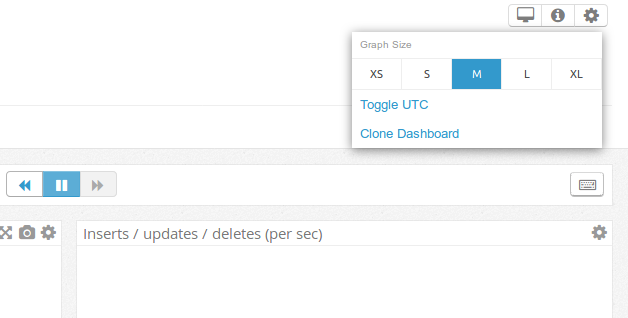 Graph Size
XS S M L XL
Toggle UTC
Clone Dashboard
Inserts / updates / deletes (per sec)